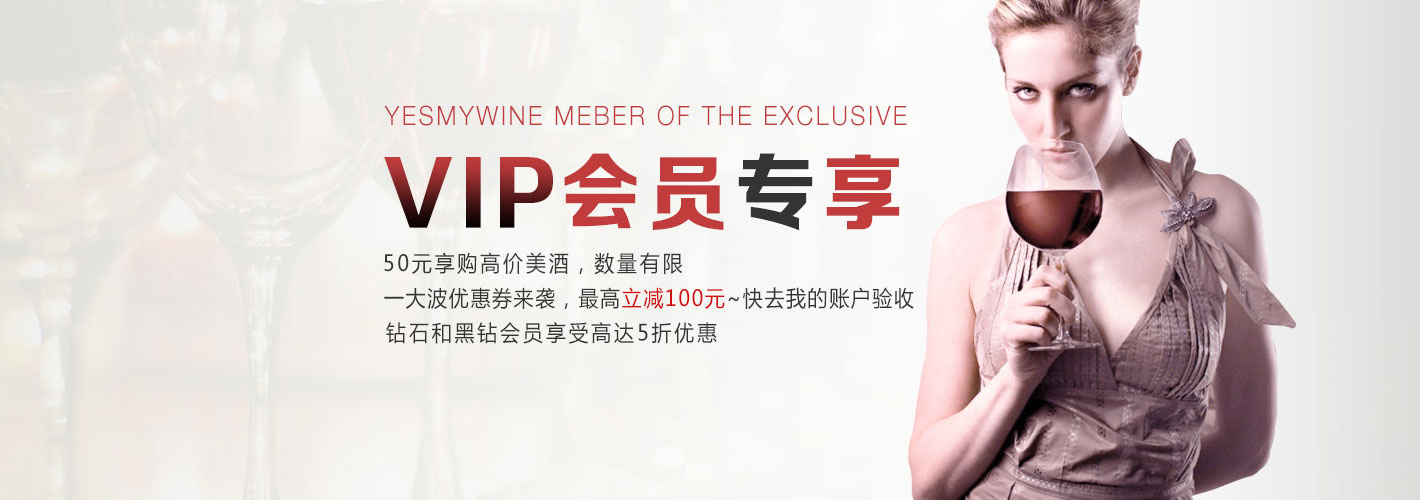 YESMYWINE MEBER OF THE EXCLUSIVE
VIP会员专享
50元享购高价美酒，数量有限
一大波优惠券来袭，最高立减100元~快去我的账户验收
钻石和黑钻会员享受高达5折优惠